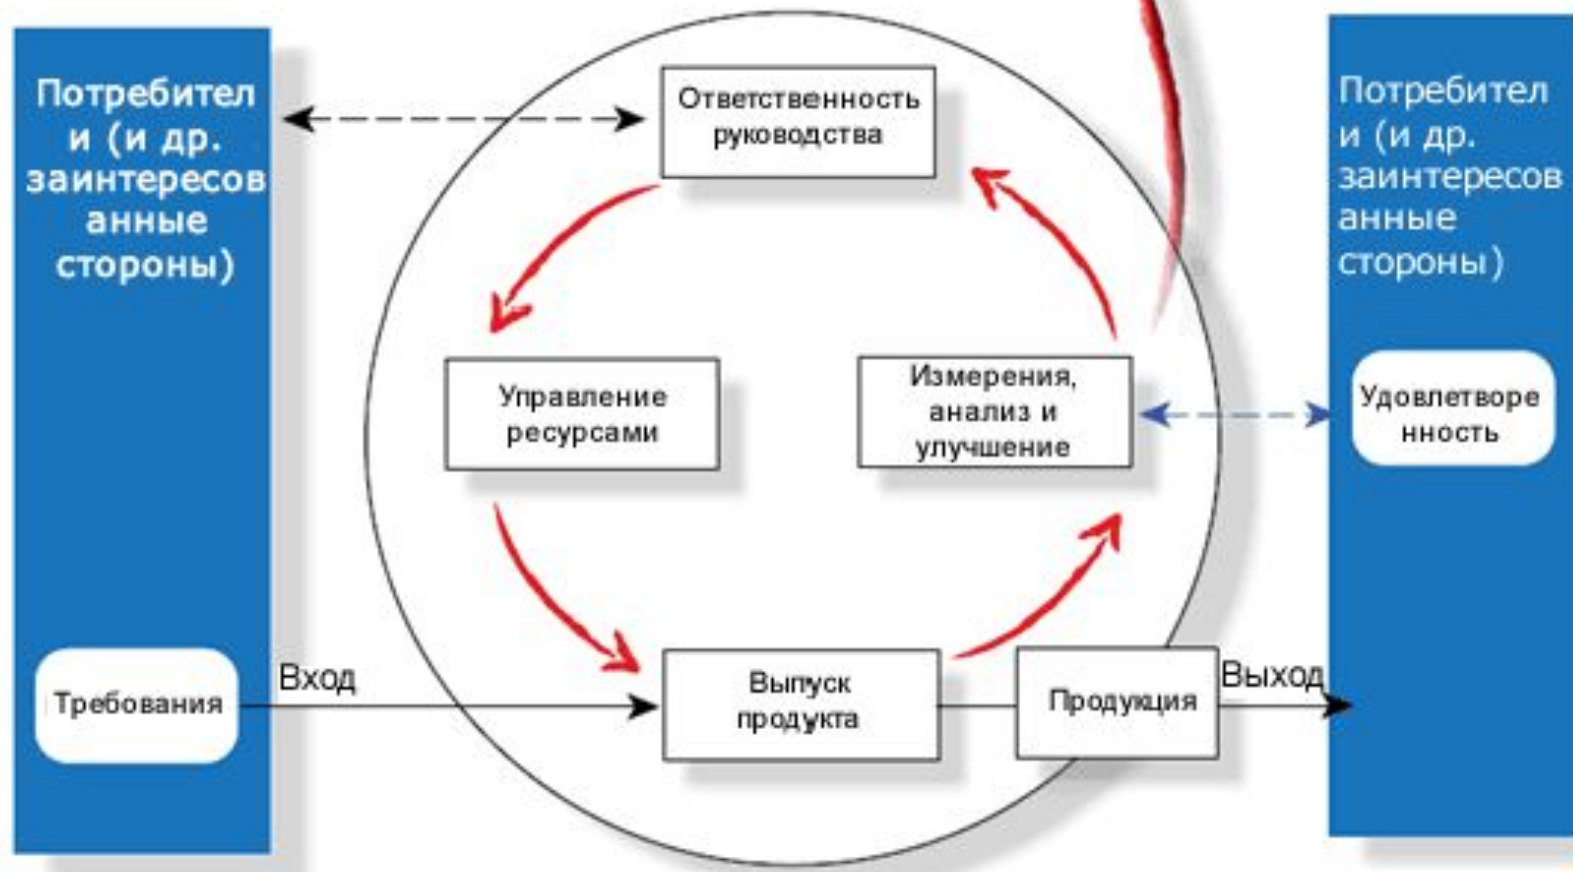 Потребител
и (и др.
заинтересов
анные
стороны)
Требования
Вход
Ответственность
руководства
Управление
ресурсами
Измерения,
анализ и
улучшение
Выпуск
продукта
Продукция
Выход
Потребител
и (и др.
заинтересов
анные
стороны)
Удовлетворе
нность